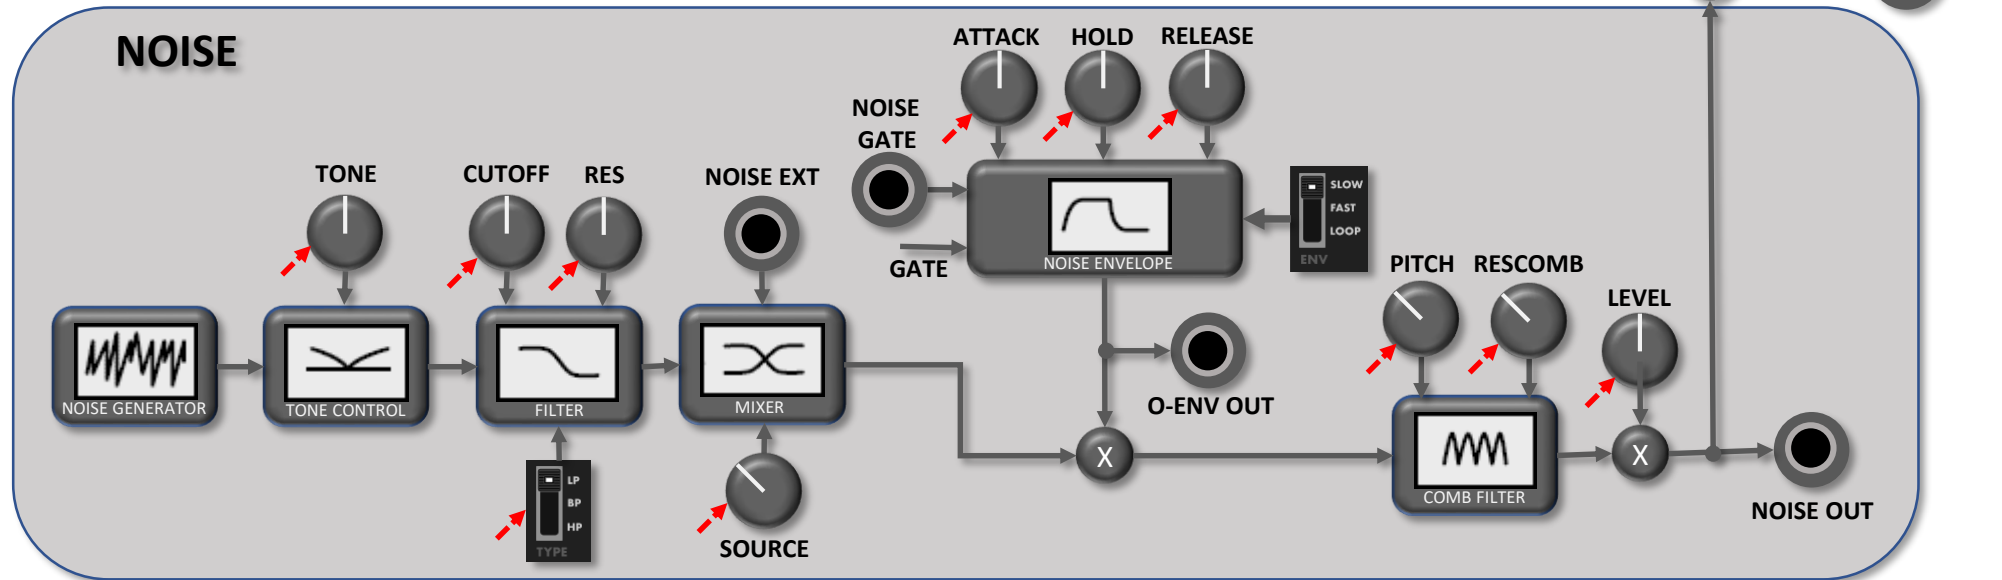 NOISE
ATTACK
HOLD
RELEASE
NOISE
GATE
TONE
CUTOFF
RES
NOISE EXT
SLOW
FAST
LOOP
ENV
NOISE ENVELOPE
GATE
PITCH
RESCOMB
LEVEL
NOISE GENERATOR
TONE CONTROL
FILTER
MIXER
O-ENV OUT
X
X
LP
BP
HP
TYPE
COMB FILTER
NOISE OUT
SOURCE